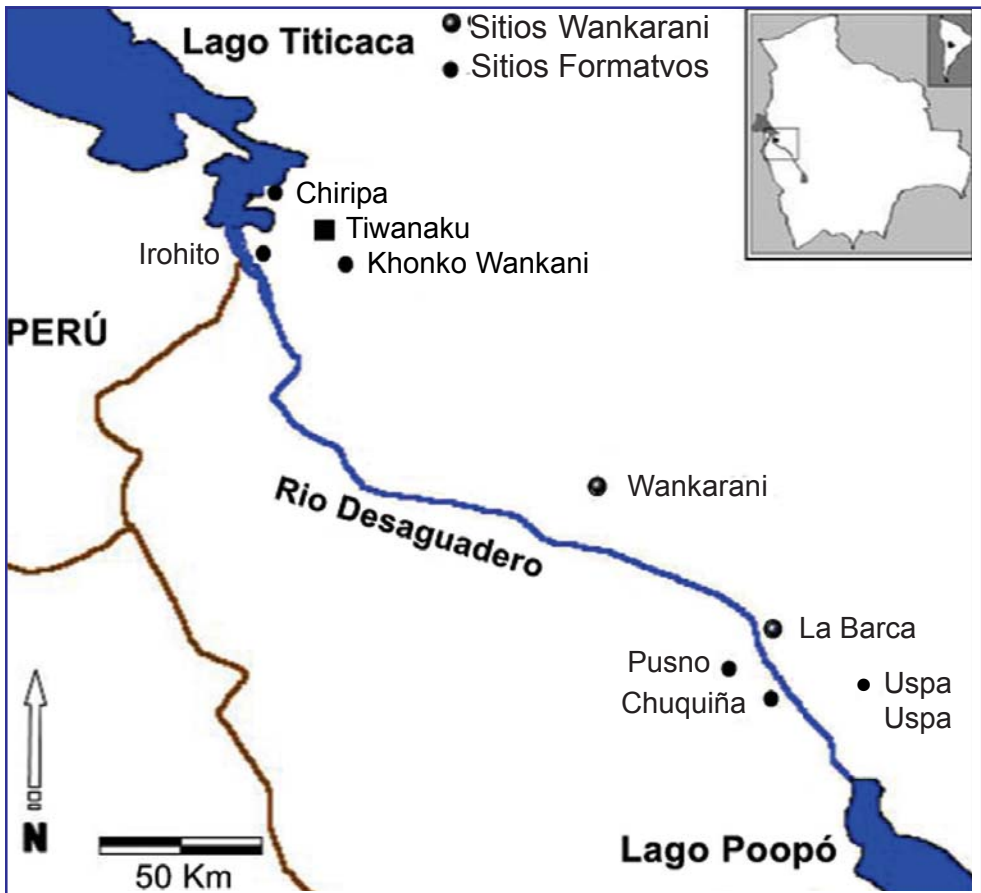 Lago Titicaca
Sitios Wankarani
Sitios Formatvos
Chiripa
Tiwanaku
Irohito
Khonko Wankani
PERÚ
Wankarani
Rio Desaguadero
La Barca
Pusno
Uspa
Chuquiña
Uspa
N
50 Km
Lago Poopó